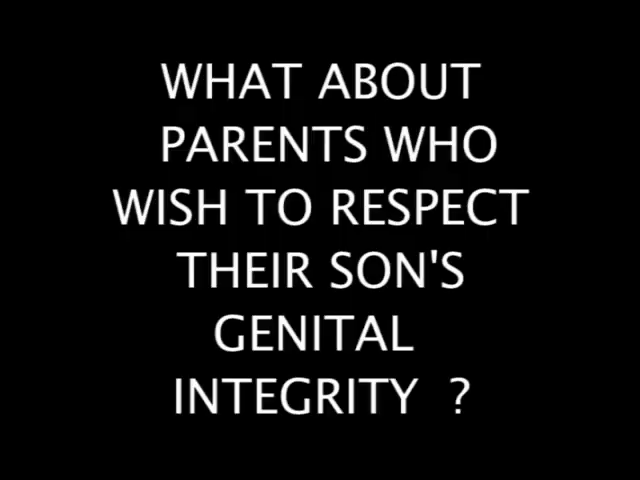 WHAT ABOUT
PARENTS WHO
WISH TO RESPECT
THEIR SON'S
GENITAL
INTEGRITY ?